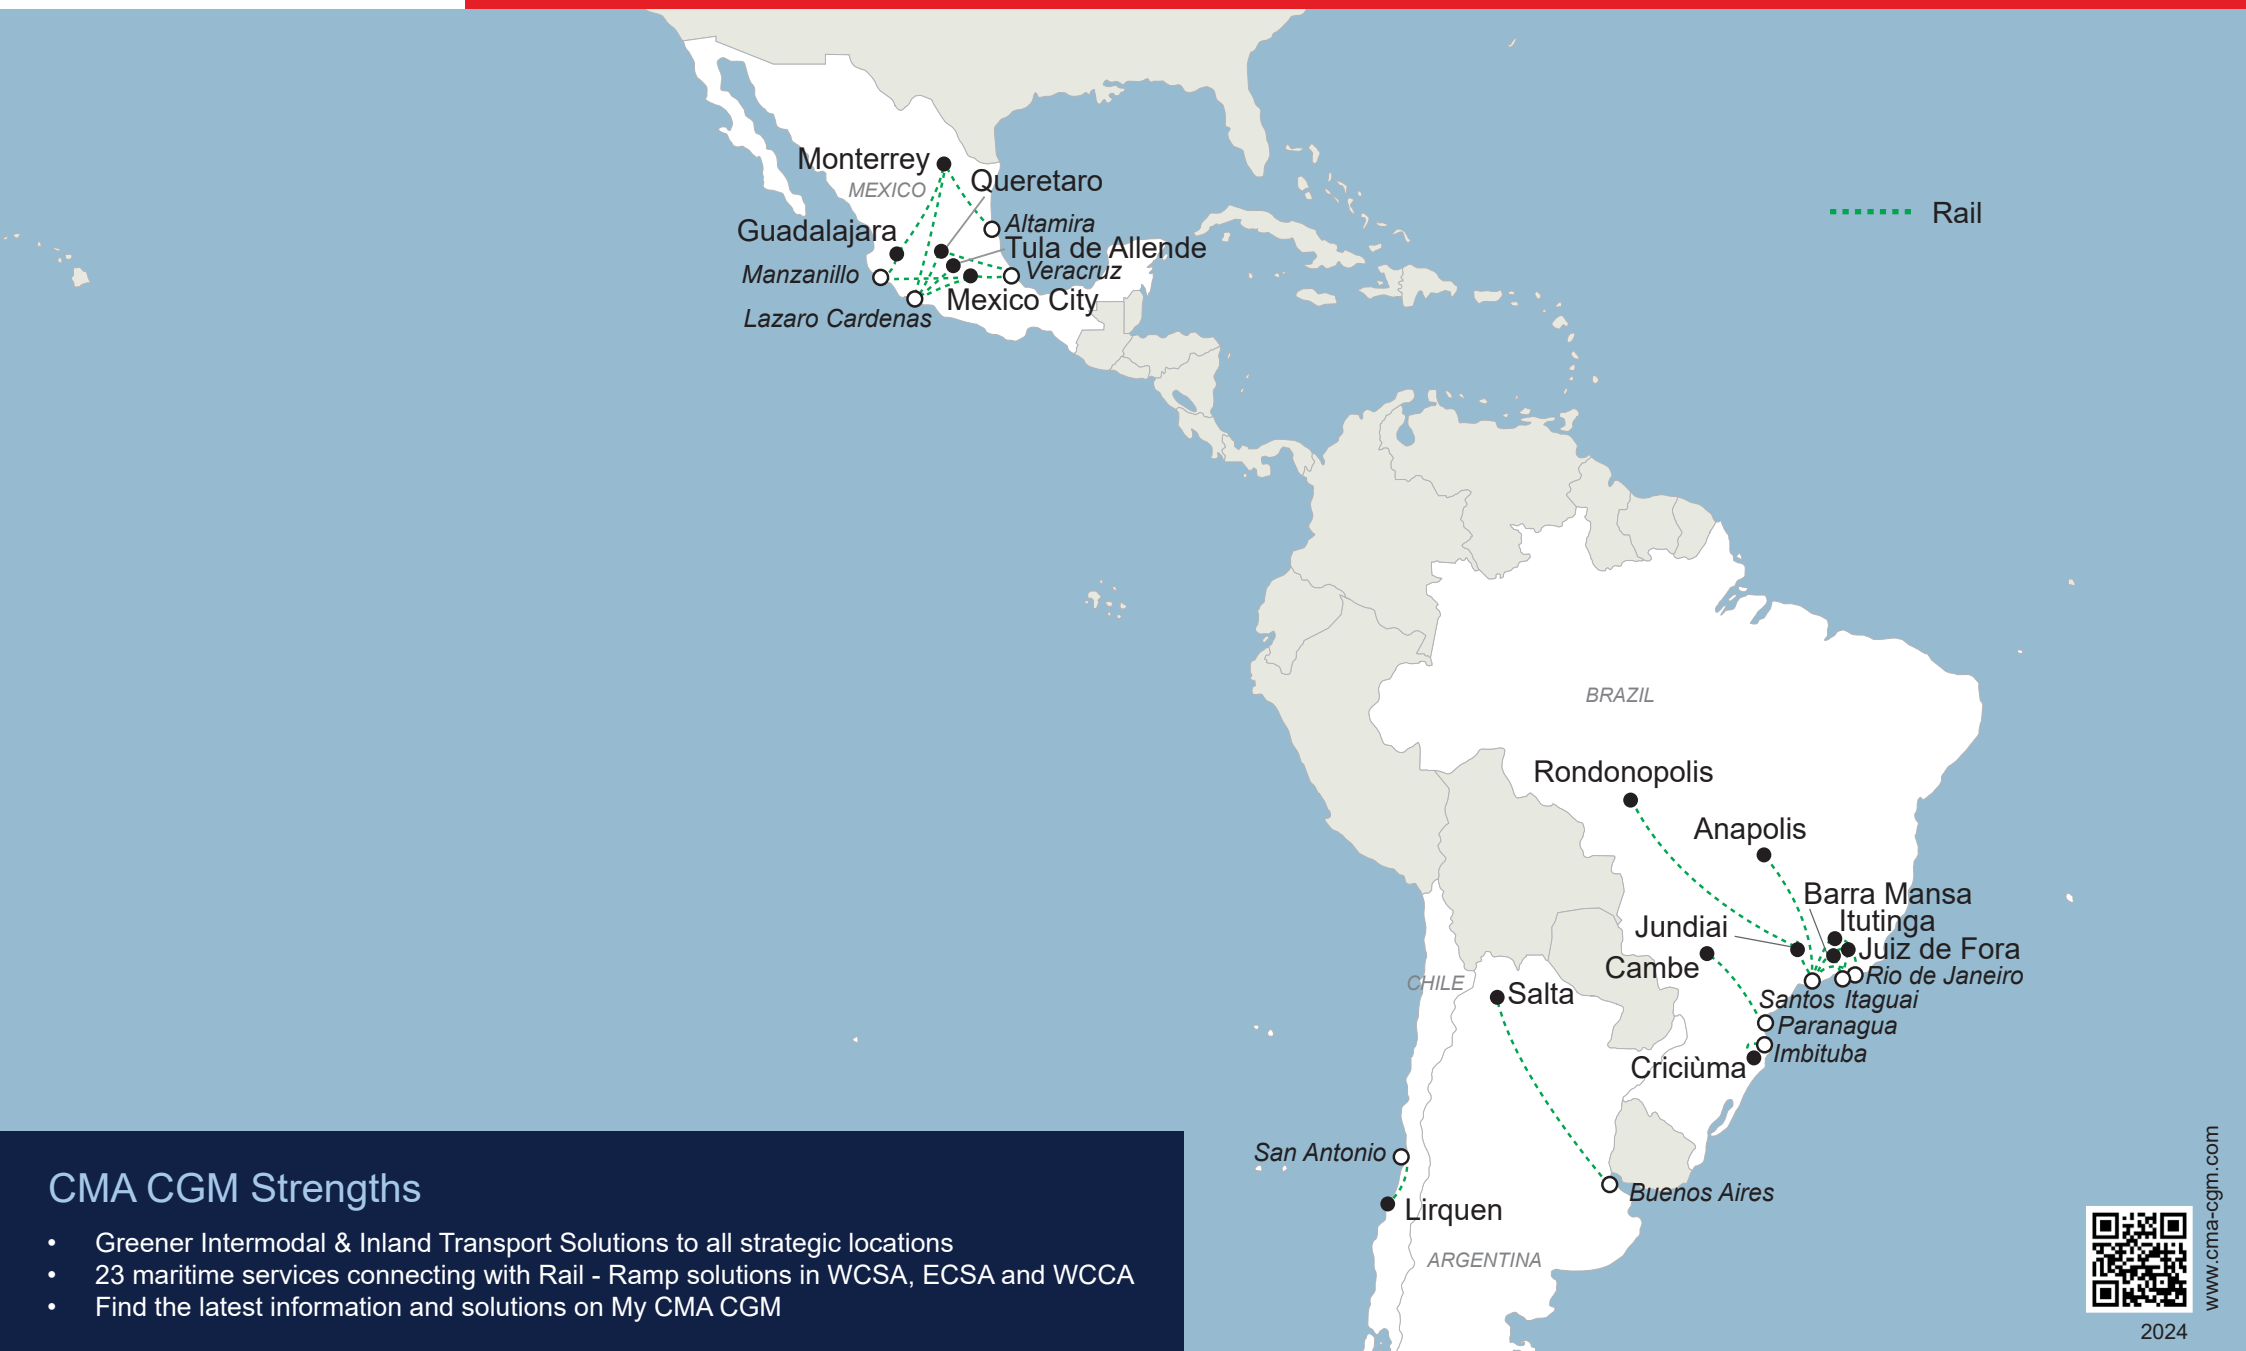 Monterrey
MEXICO
Queretaro
Guadalajara
Altamira
Tula de Allende
Manzanillo
Veracruz
Mexico City
Lazaro Cardenas
Rail
BRAZIL
Rondonopolis
Anapolis
Barra Mansa
Itutinga
Jundiai
Juiz de Fora
Cambe
Rio de Janeiro
CHILE
Salta
Santos Itaguai
Paranagua
Imbituba
Criciùma
San Antonio
Buenos Aires
Lirquen
ARGENTINA
CMA CGM Strengths
• Greener Intermodal & Inland Transport Solutions to all strategic locations
• 23 maritime services connecting with Rail - Ramp solutions in WCSA, ECSA and WCCA
• Find the latest information and solutions on My CMA CGM
www.cma-cgm.com
2024